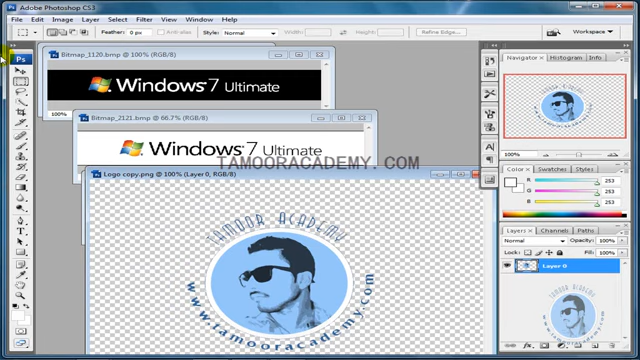 Adobe Photoshop CS3
File Edit Image Layer Select Filter View Window Help
Feather: 0 px Anti-alias Style: Normal Width: Height: Refine Edge... Workspace
Bitmap_1120.bmp @ 100% (RGB/8)
Windows 7 Ultimate
100%
Bitmap_2121.bmp @ 66.7% (RGB/8)
Windows 7 Ultimate
TAMOORACADEMY. COM
Logo copy.png @ 100% (Layer 0, RGB/8)
TAMOOR ACADEMY
www.tamooracademy.com
Navigator Histogram Info
100%
Color Swatches Styles
R 253
G 253
B 253
Layers Channels Paths
Normal Opacity: 100%
Lock: Fill: 100%
Layer 0